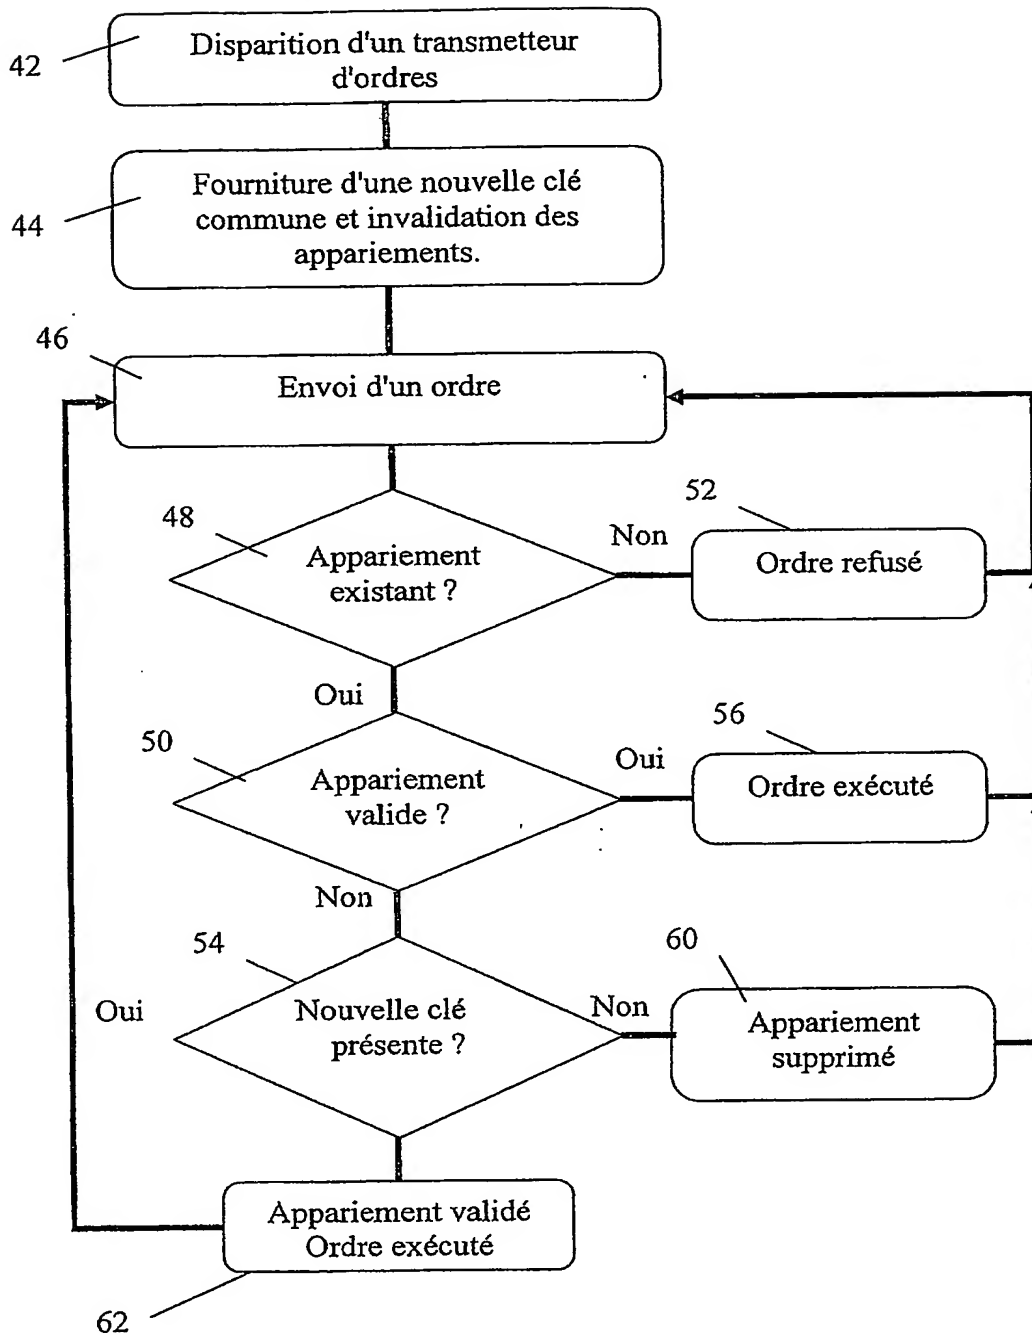 42
Disparition d'un transmetteur
d'ordres
44
Fourniture d'une nouvelle clé
commune et invalidation des
appariements.
46
Envoi d'un ordre
48
Appariement
existant ?
Non
52
Ordre refusé
Oui
50
Appariement
valide ?
Oui
56
Ordre exécuté
Non
54
Nouvelle clé
présente ?
Oui
Non
60
Appariement
supprimé
Appariement validé
Ordre exécuté
62